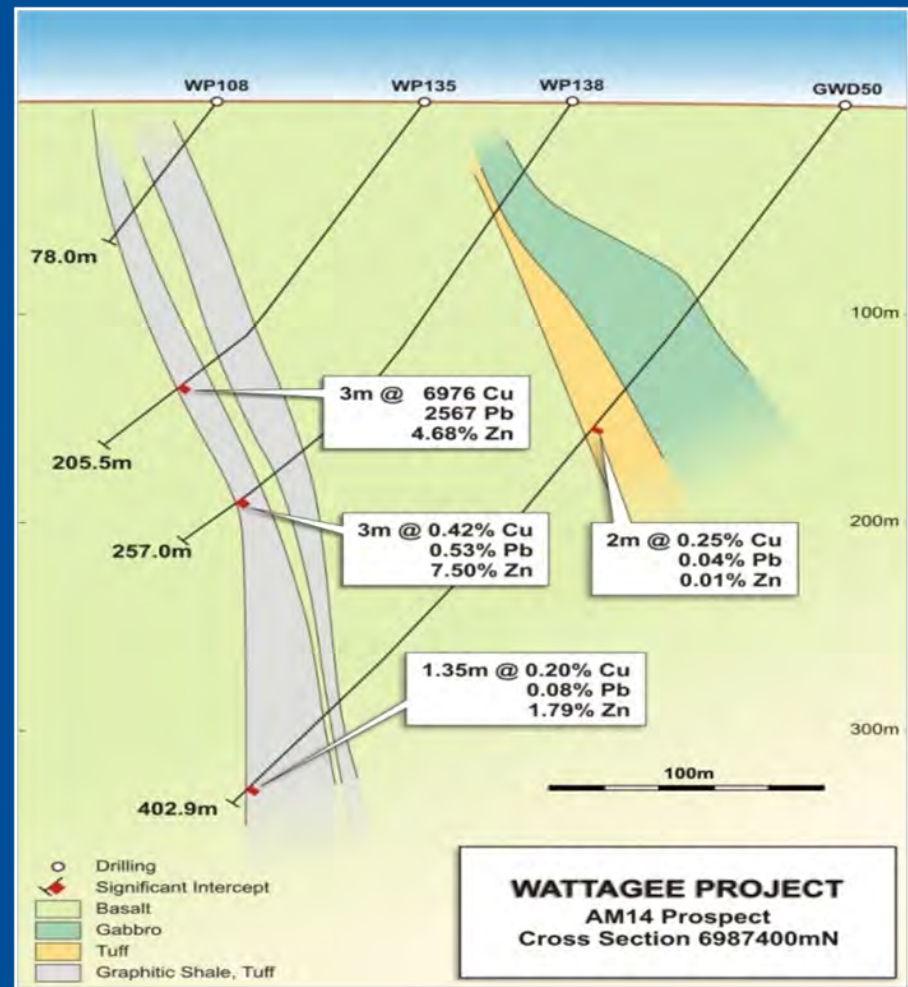 WP108 WP135 WP138 GWD50
78.0m
100m
3m @ 6976 Cu
2567 Pb
4.68% Zn
205.5m
200m
3m @ 0.42% Cu
0.53% Pb
7.50% Zn
257.0m
2m @ 0.25% Cu
0.04% Pb
0.01% Zn
1.35m @ 0.20% Cu
0.08% Pb
1.79% Zn
300m
100m
402.9m
Drilling
Significant Intercept
Basalt
Gabbro
Tuff
Graphitic Shale, Tuff
WATTAGEE PROJECT
AM14 Prospect
Cross Section 6987400mN